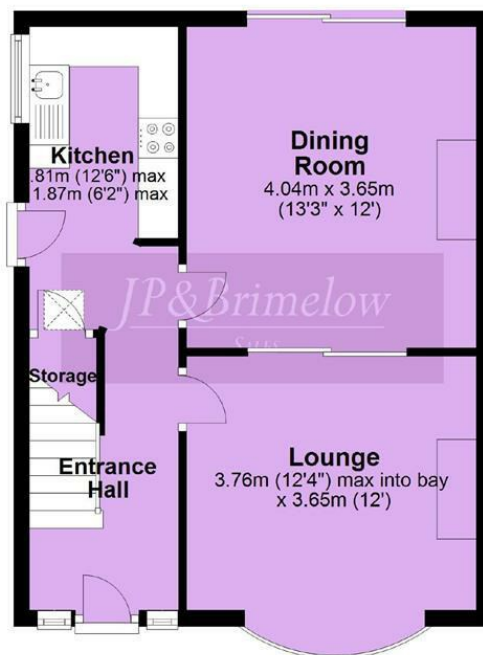 Kitchen
.81m (12'6") max
1.87m (6'2") max
Dining
Room
4.04m x 3.65m
(13'3" x 12')
JP&Brimelow
SALES
Storage
Entrance
Hall
Lounge
3.76m (12'4") max into bay
x 3.65m (12')